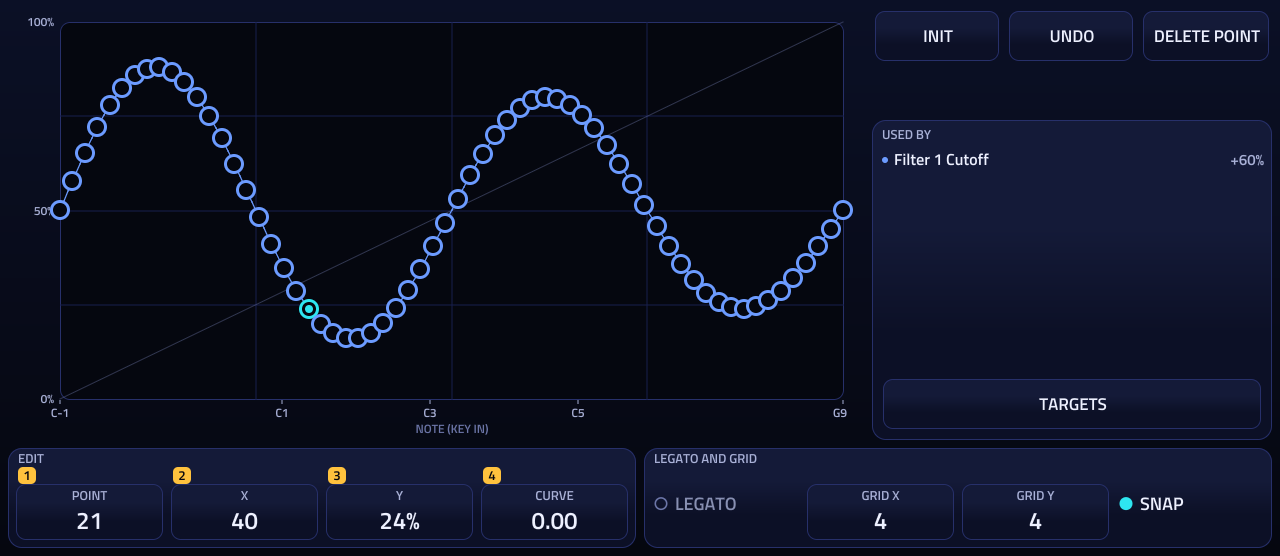 100%
INIT
UNDO
DELETE POINT
USED BY
Filter 1 Cutoff
+60%
50%
0%
C-1
C1
C3
C5
G9
NOTE (KEY IN)
TARGETS
EDIT
1
2
3
4
POINT
21
X
40
Y
24%
CURVE
0.00
LEGATO AND GRID
LEGATO
GRID X
4
GRID Y
4
SNAP